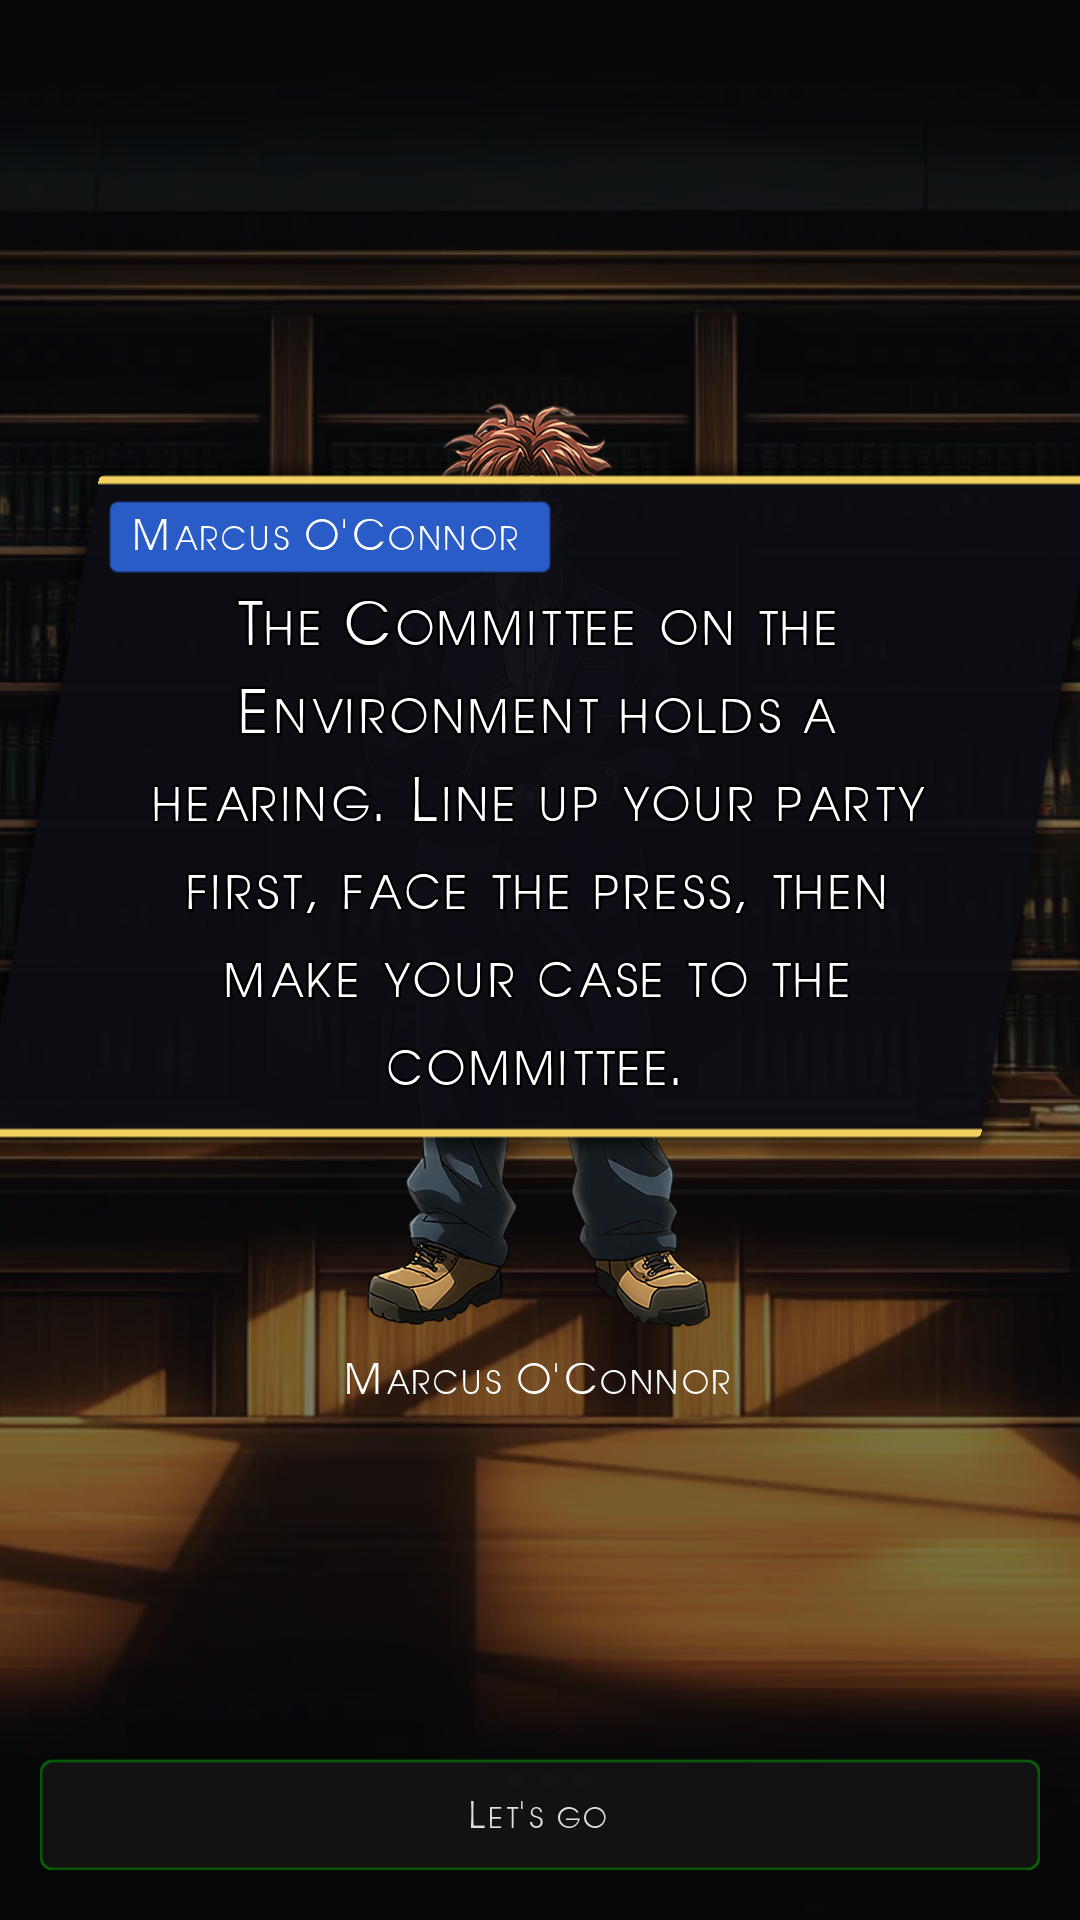 Marcus O'Connor
The Committee on the
Environment holds a
hearing. Line up your party
first, face the press, then
make your case to the
committee.
Marcus O'Connor
Let's go